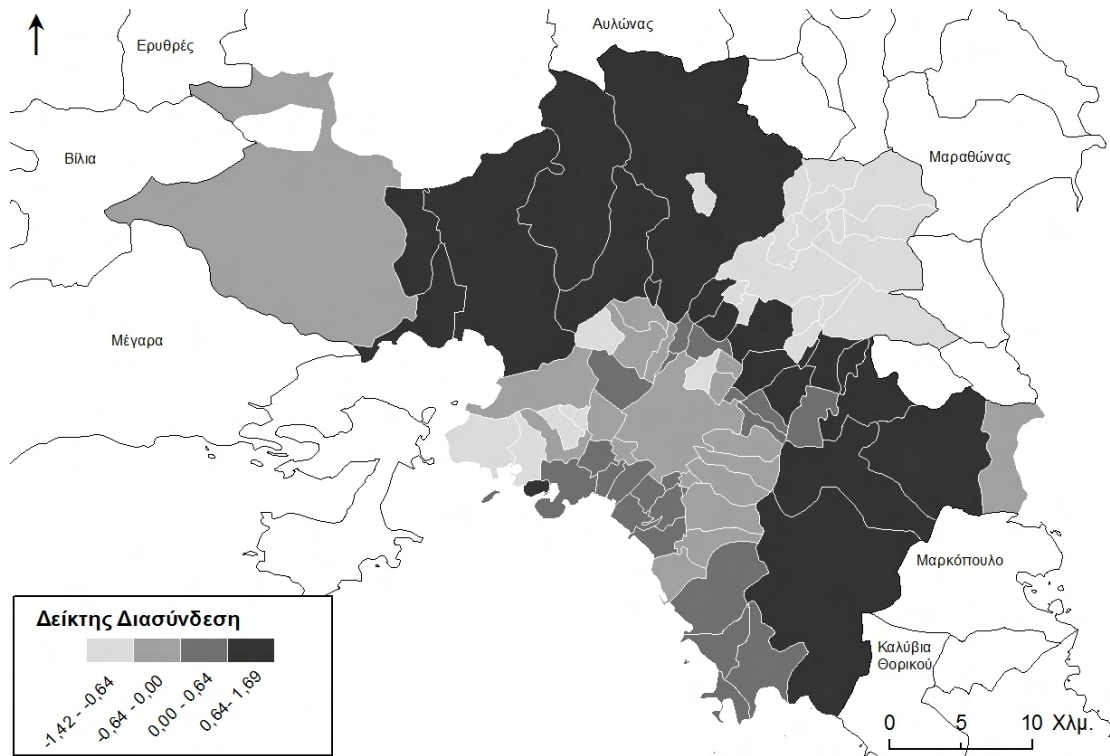 Αυλώνας
Ερυθρές
Βίλια
Μαραθώνας
Μέγαρα
Μαρκόπουλο
Καλύβια
Θορικού
Δείκτης Διασύνδεση
-1,42 - -0,64
-0,64 - 0,00
0,00 - 0,64
0,64- 1,69
0 5 10 Χλμ.